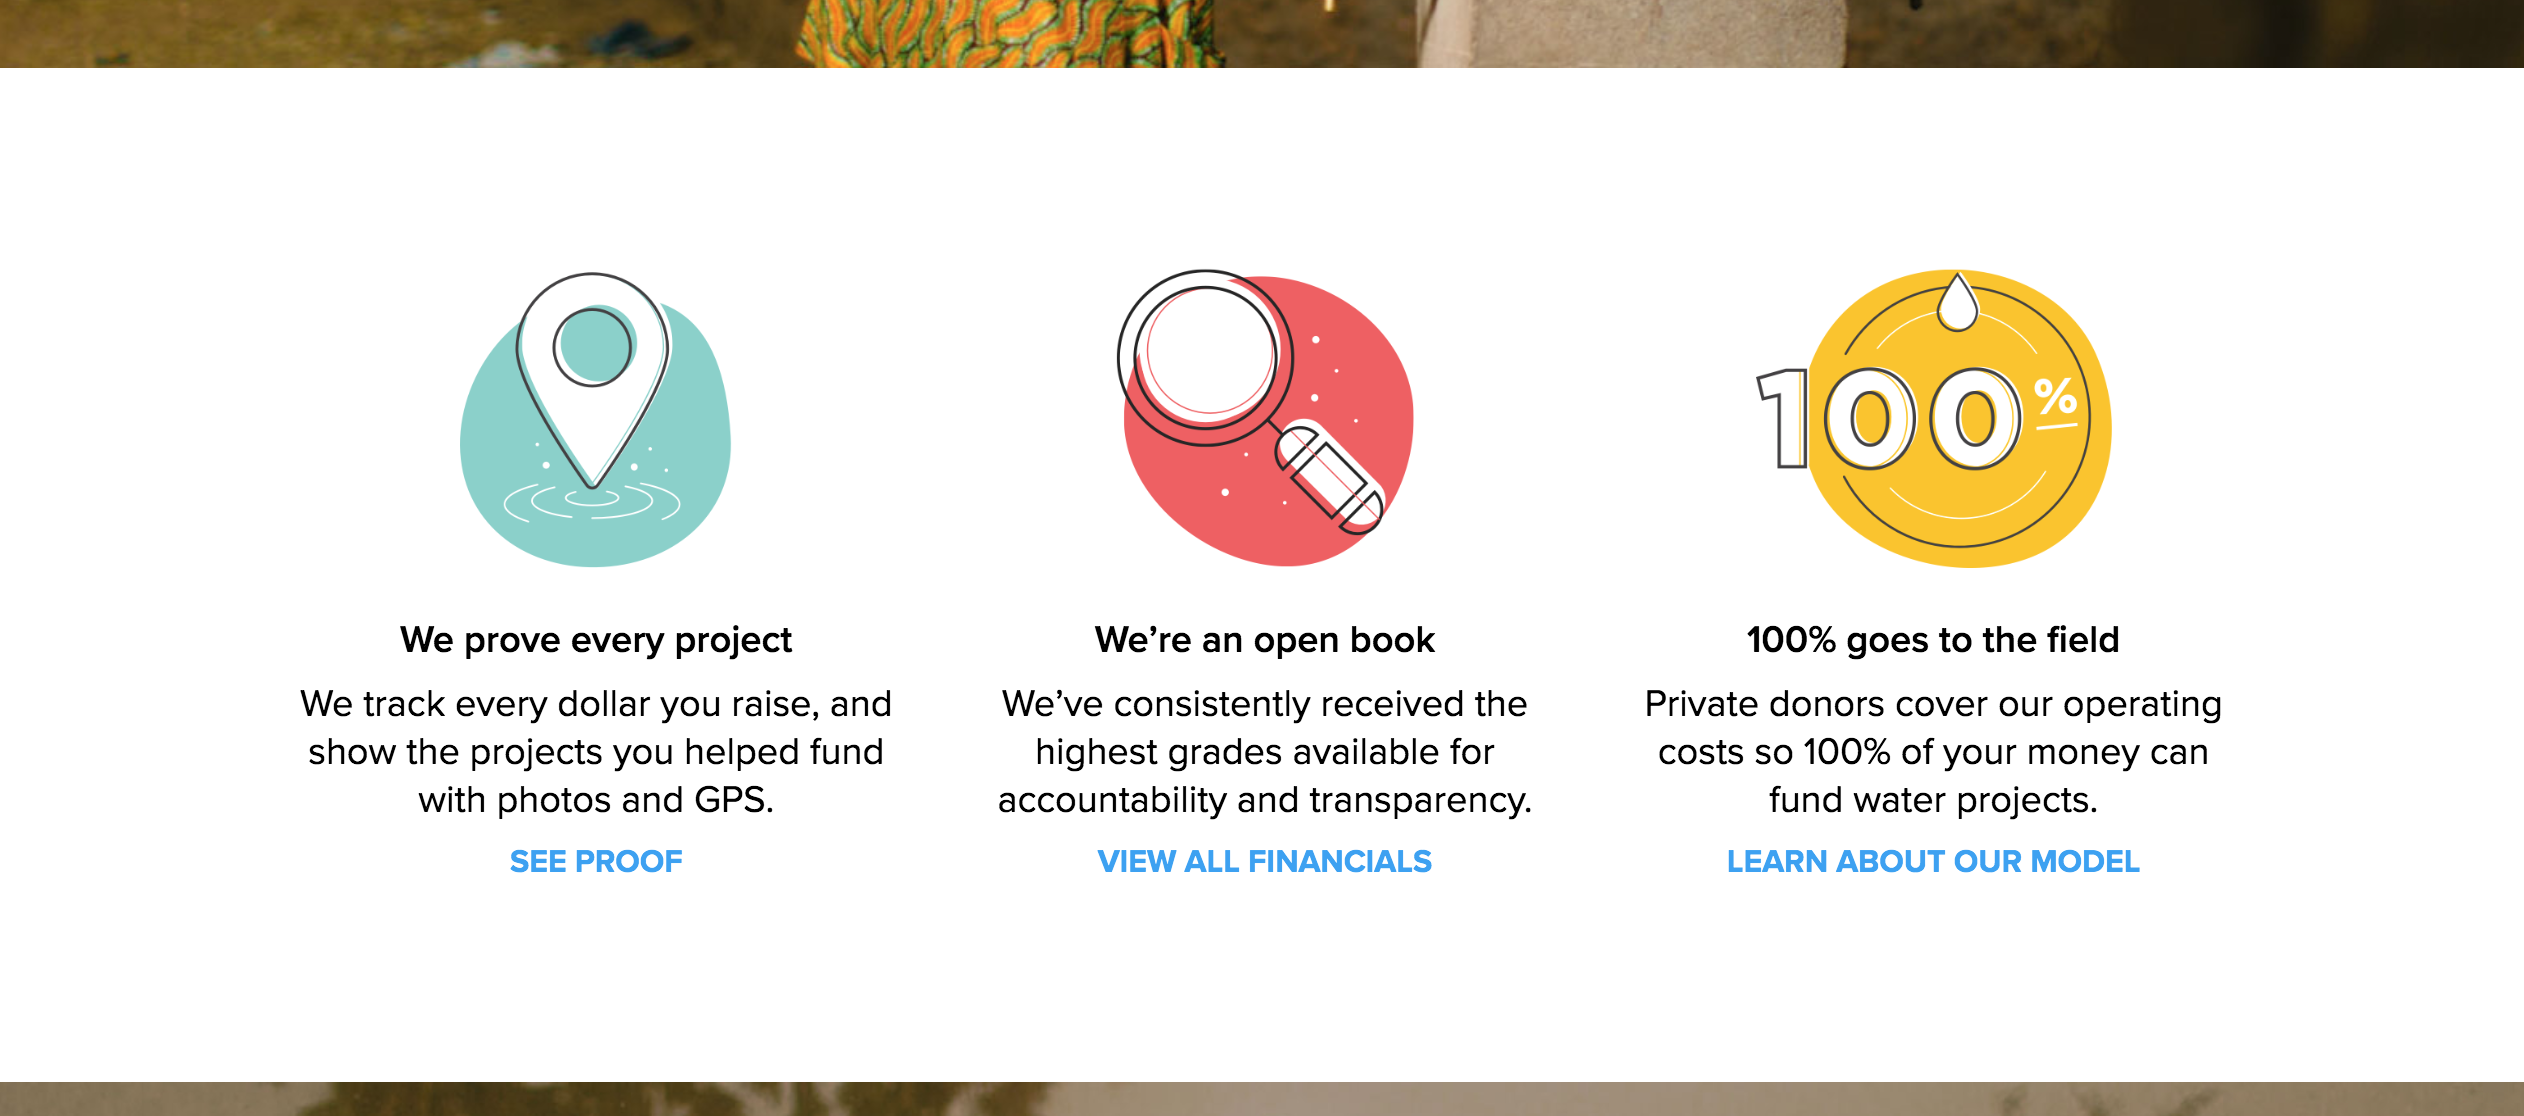 100%
We prove every project
We track every dollar you raise, and
show the projects you helped fund
with photos and GPS.
SEE PROOF
We’re an open book
We’ve consistently received the
highest grades available for
accountability and transparency.
VIEW ALL FINANCIALS
100% goes to the field
Private donors cover our operating
costs so 100% of your money can
fund water projects.
LEARN ABOUT OUR MODEL